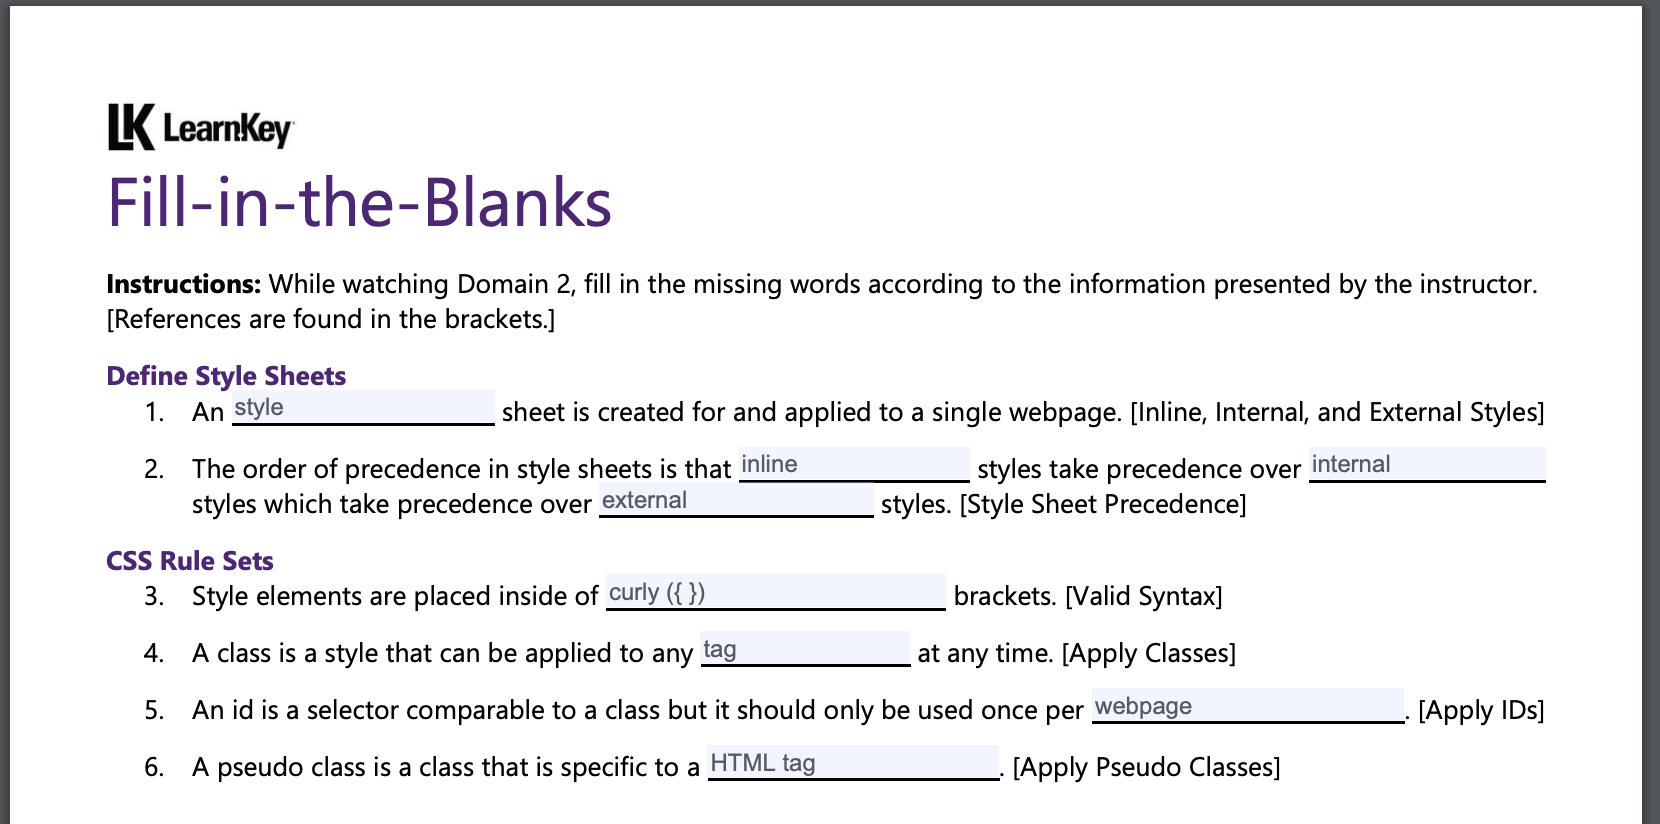 LK LearnKey
Fill-in-the-Blanks
Instructions: While watching Domain 2, fill in the missing words according to the information presented by the instructor.
[References are found in the brackets.]
Define Style Sheets
1. An style sheet is created for and applied to a single webpage. [Inline, Internal, and External Styles]
2. The order of precedence in style sheets is that inline styles take precedence over internal
styles which take precedence over external styles. [Style Sheet Precedence]
CSS Rule Sets
3. Style elements are placed inside of curly ({ }) brackets. [Valid Syntax]
4. A class is a style that can be applied to any tag at any time. [Apply Classes]
5. An id is a selector comparable to a class but it should only be used once per webpage. [Apply IDs]
6. A pseudo class is a class that is specific to a HTML tag. [Apply Pseudo Classes]